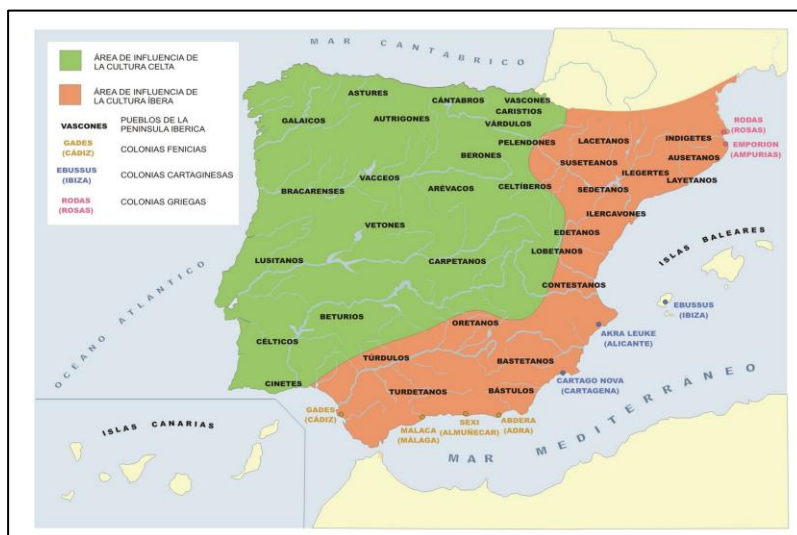 MAR CANTÁBRICO
ÁREA DE INFLUENCIA DE
LA CULTURA CELTA
ÁREA DE INFLUENCIA DE
LA CULTURA ÍBERA
VASCONES
PUEBLOS DE LA
PENINSULA IBERICA
GADES
(CÁDIZ)
COLONIAS FENICIAS
EBUSSUS
(IBIZA)
COLONIAS CARTAGINESAS
RODAS
(ROSAS)
COLONIAS GRIEGAS
ASTURES
CÁNTABROS
VASCONES
CARISTIOS
GALAICOS
AUTRIGONES
VÁRDULOS
PELENDONES
LACETANOS
INDIGETES
RODAS
(ROSAS)
EMPORION
(AMPURIAS)
BERONES
SUSETEANOS
AUSETANOS
ILEGERTES
LAYETANOS
VACCEOS
BRACARENSES
ARÉVACOS
CELTÍBEROS
SEDETANOS
ILERCAVONES
VETONES
EDETANOS
LOBETANOS
LUSITANOS
CARPETANOS
CONTESTANOS
ISLAS BALEARES
EBUSSUS
(IBIZA)
OCEANO ATLÁNTICO
BETURIOS
ORETANOS
AKRA LEUKE
(ALICANTE)
CÉLTICOS
TÚRDULOS
BASTETANOS
CARTAGO NOVA
(CARTAGENA)
CINETES
TURDETANOS
BÁSTULOS
GADES
(CÁDIZ)
MALACA
(MÁLAGA)
SEXI
(ALMUÑECAR)
ABDERA
(ADRA)
MAR MEDITERRÁNEO
ISLAS CANARIAS